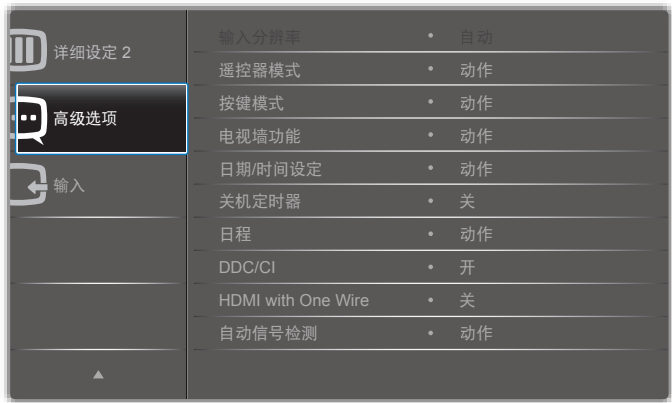 详细设定 2
高级选项
输入
输入分辨率 • 自动
遥控器模式 • 动作
按键模式 • 动作
电视墙功能 • 动作
日期/时间设定 • 动作
关机定时器 • 关
日程 • 动作
DDC/CI • 开
HDMI with One Wire • 关
自动信号检测 • 动作